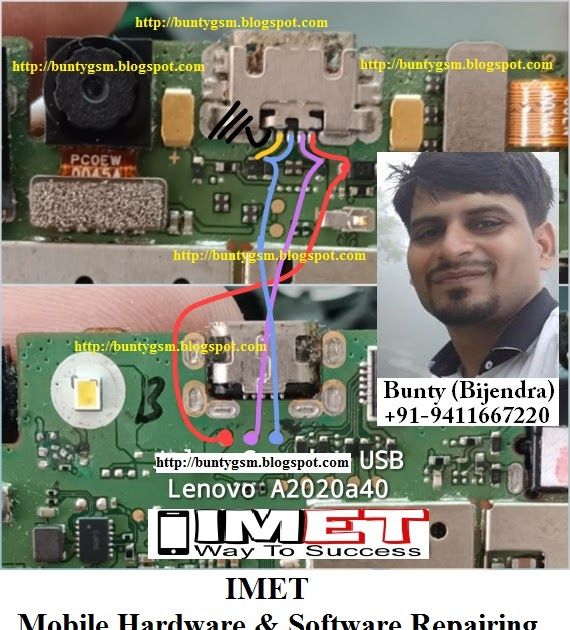 http://buntygsm.blogspot.com
http://buntygsm.blogspot.com
http://buntygsm.blogspot.com
PC0EW
0045A
http://buntygsm.blogspot.com
http://buntygsm.blogspot.com
B
Bunty (Bijendra)
+91-9411667220
http://buntygsm.blogspot.com USB
Lenovo A2020a40
IMET
Way To Success
IMET
Mobile Hardware & Software Repairing